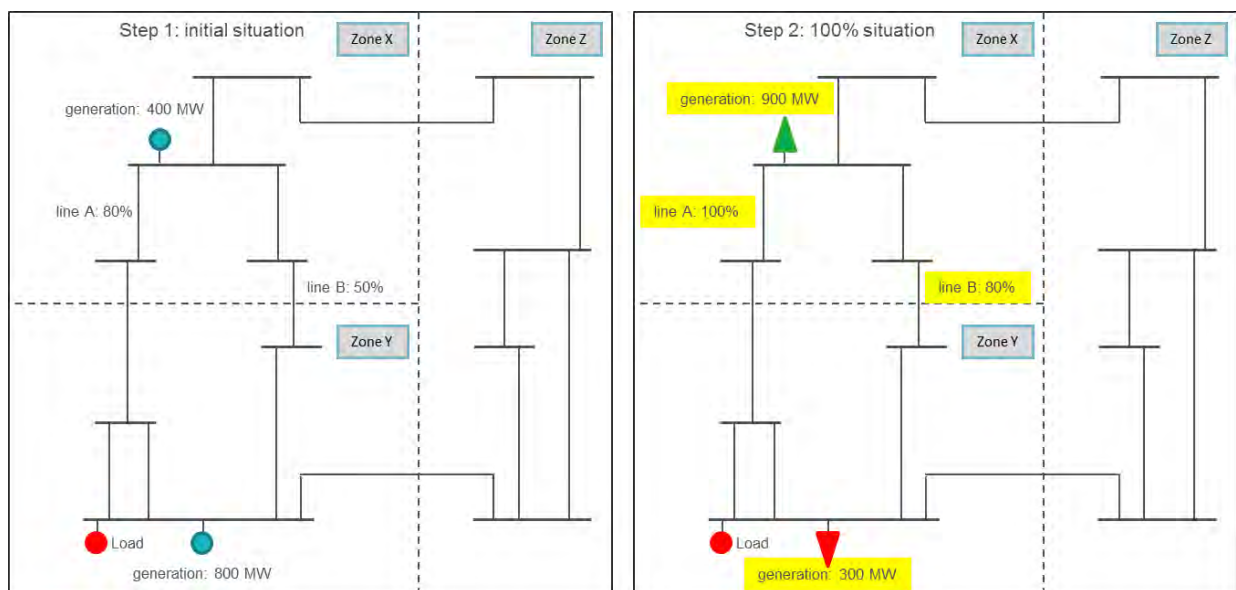 Step 1: initial situation
Zone X
Zone Z
generation: 400 MW
line A: 80%
line B: 50%
Zone Y
Load
generation: 800 MW
Step 2: 100% situation
Zone X
Zone Z
generation: 900 MW
line A: 100%
line B: 80%
Zone Y
Load
generation: 300 MW